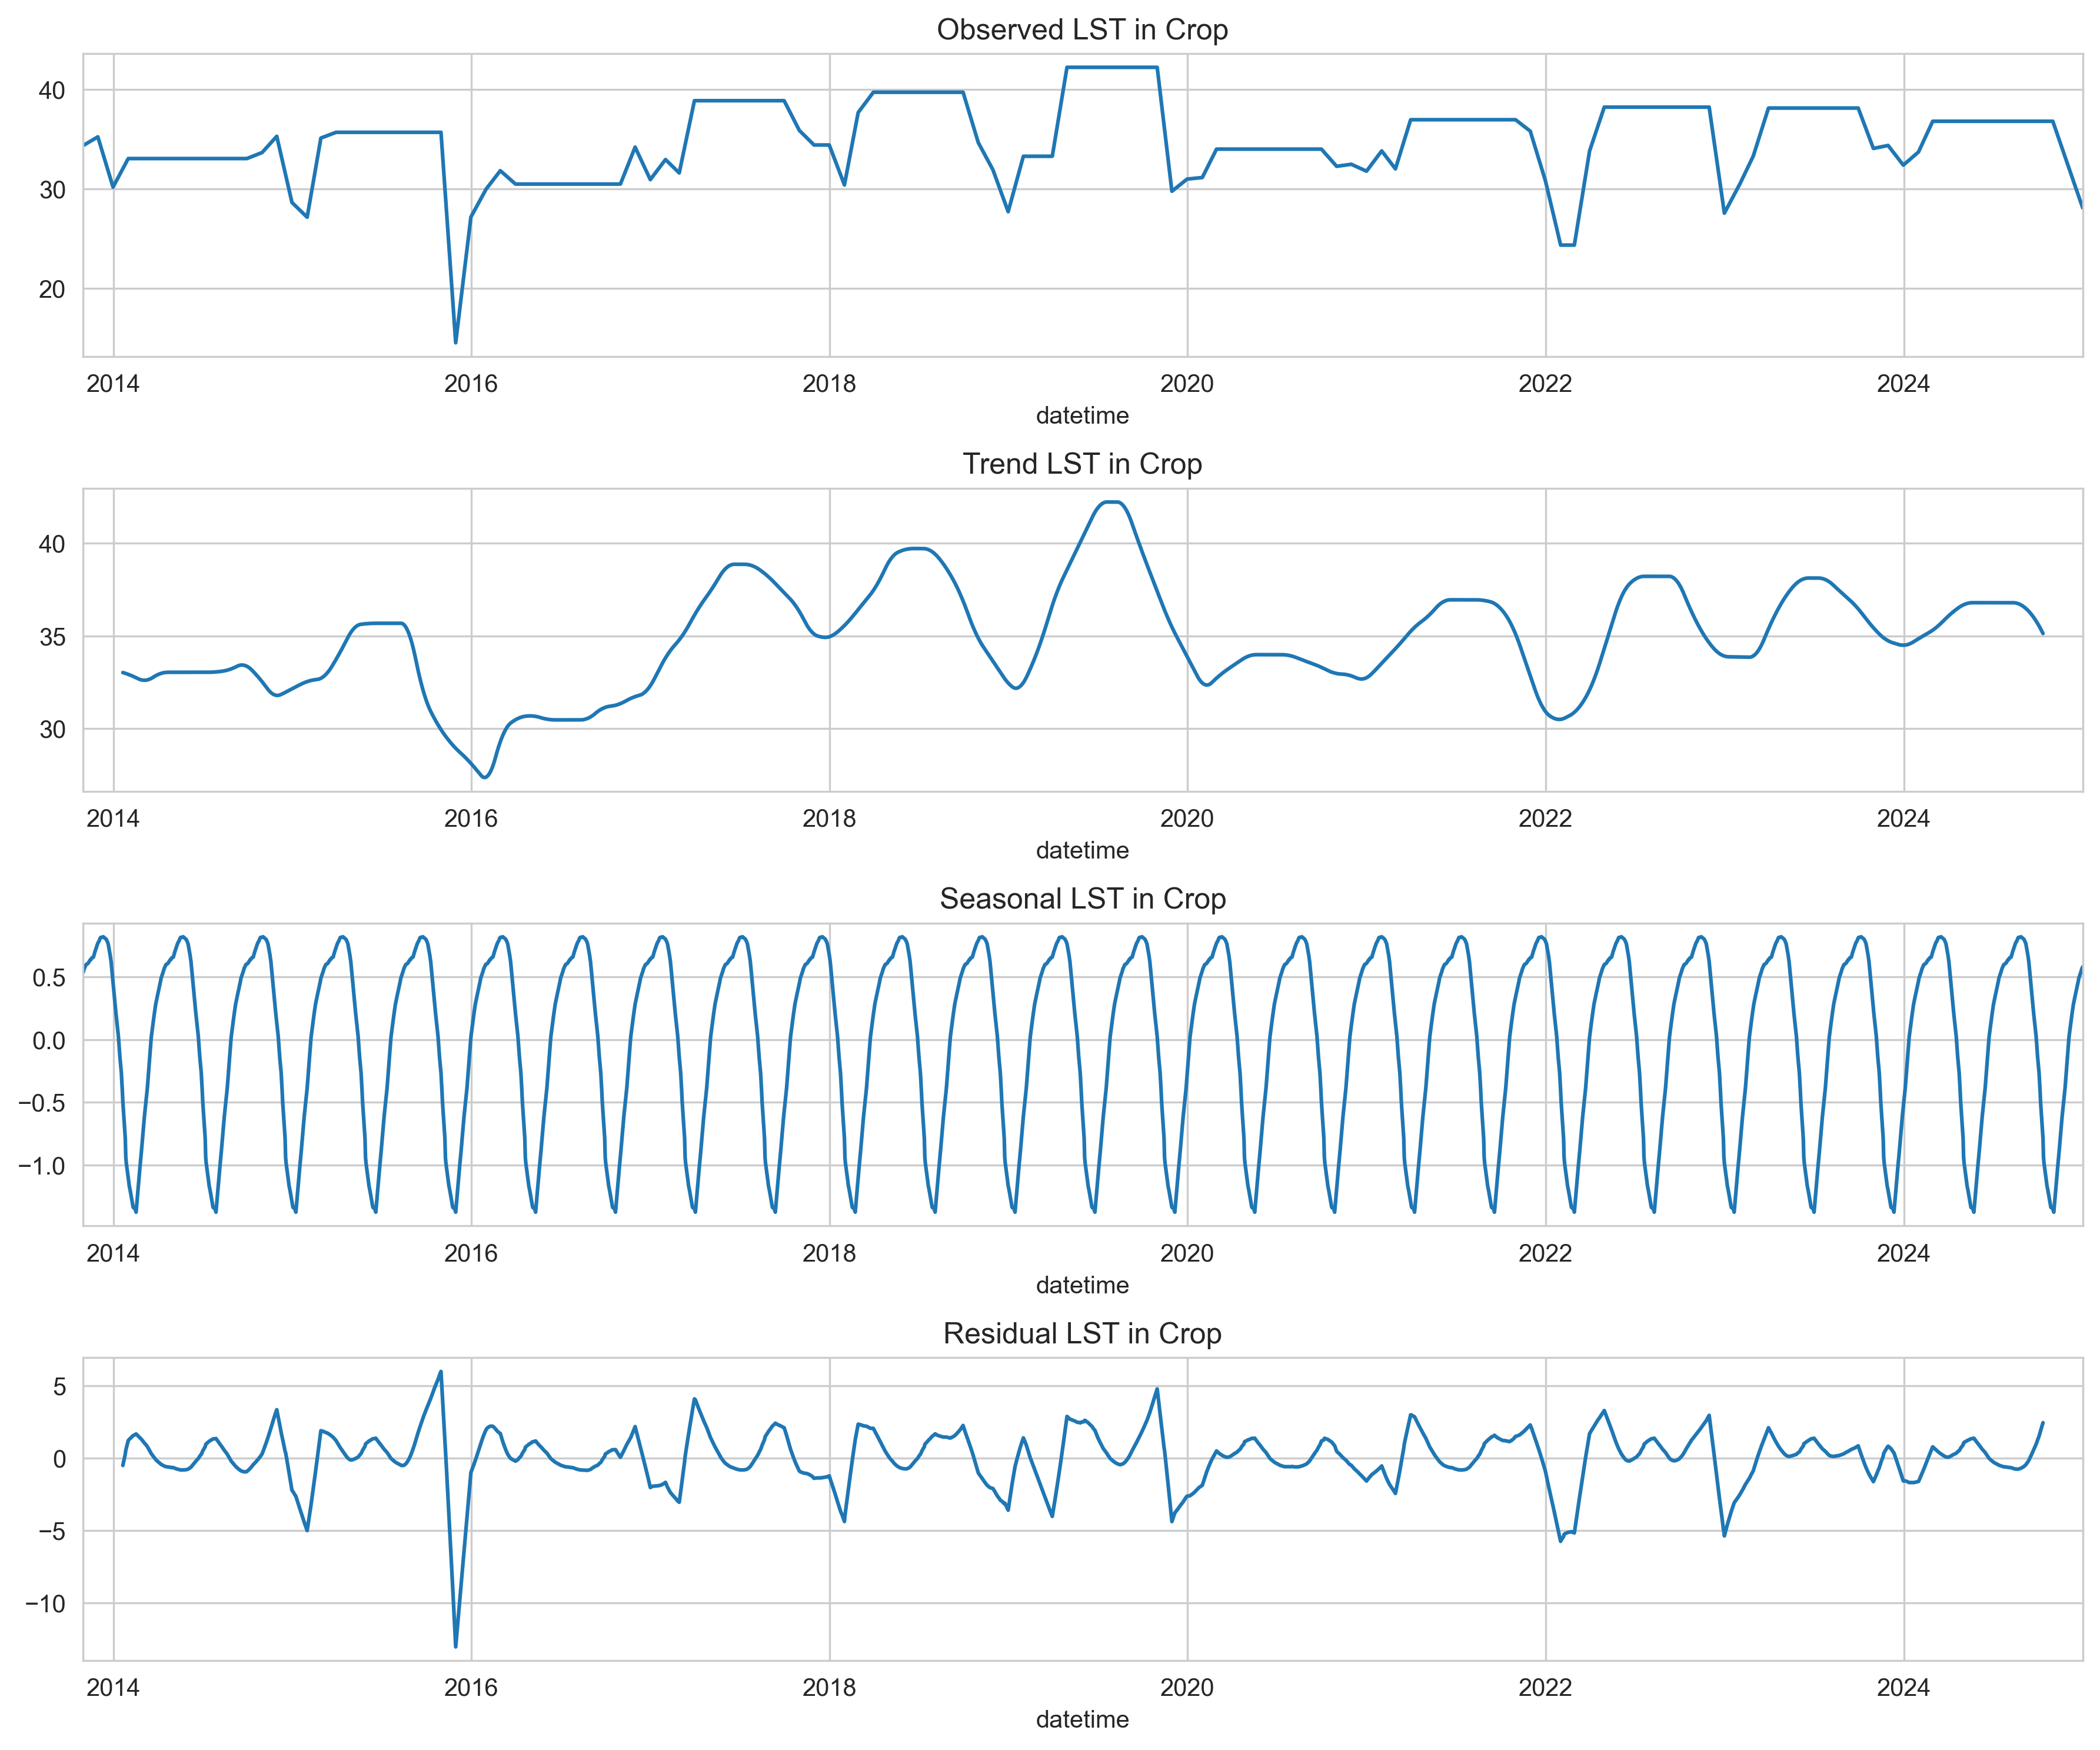 Observed LST in Crop
40
30
20
2014 2016 2018 2020 2022 2024
datetime
Trend LST in Crop
40
35
30
2014 2016 2018 2020 2022 2024
datetime
Seasonal LST in Crop
0.5
0.0
−0.5
−1.0
2014 2016 2018 2020 2022 2024
datetime
Residual LST in Crop
5
0
−5
−10
2014 2016 2018 2020 2022 2024
datetime